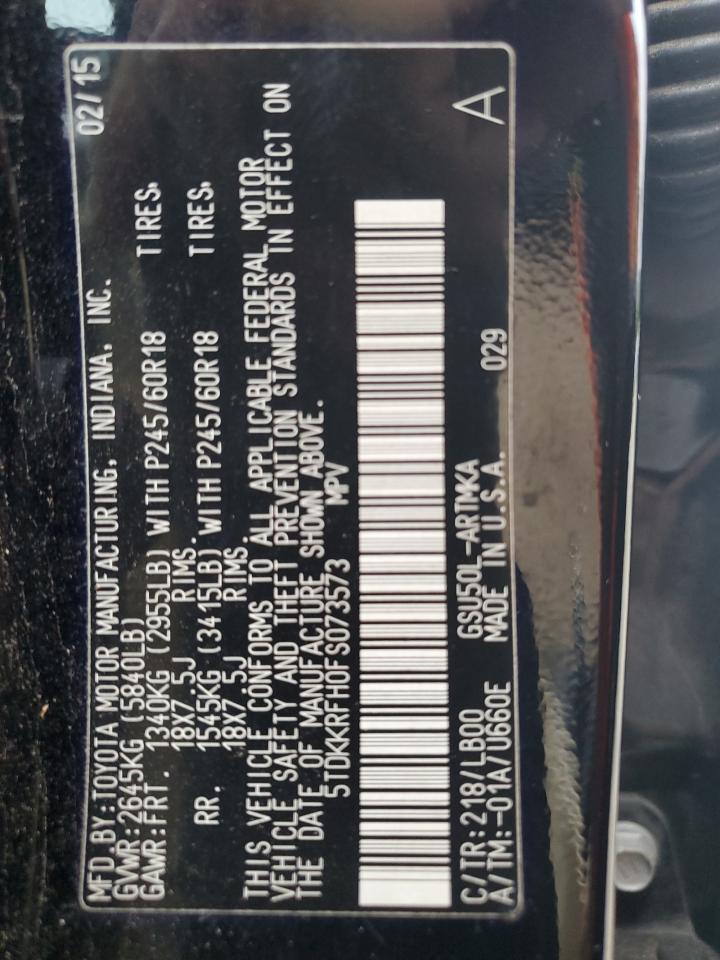 MFD.BY:TOYOTA MOTOR MANUFACTURING, INDIANA, INC. 02/15
GVWR:2645KG (5840LB)
GAWR:FRT. 1340KG (2955LB) WITH P245/60R18 TIRES,
18X7.5J RIMS.
RR. 1545KG (3415LB) WITH P245/60R18 TIRES,
18X7.5J RIMS.
THIS VEHICLE CONFORMS TO ALL APPLICABLE FEDERAL MOTOR
VEHICLE SAFETY AND THEFT PREVENTION STANDARDS IN EFFECT ON
THE DATE OF MANUFACTURE SHOWN ABOVE.
5TDKKRFH0FS073573 MPV
C/TR:218/LB00 GSU50L-ARTMKA A
A/TM:-01A/U660E MADE IN U.S.A. 029